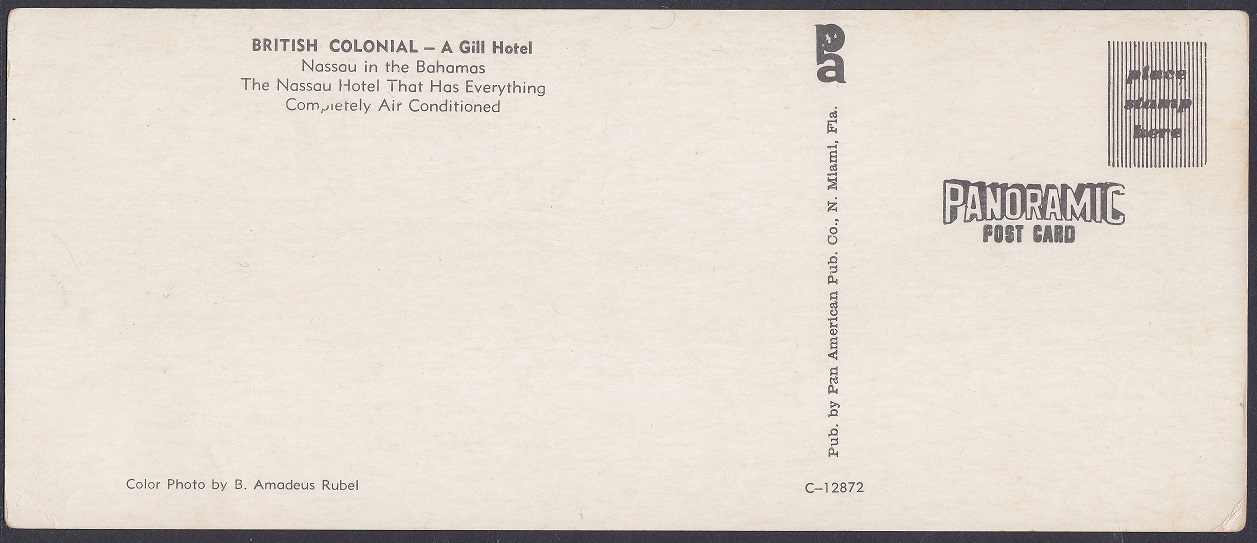 BRITISH COLONIAL – A Gill Hotel
Nassau in the Bahamas
The Nassau Hotel That Has Everything
Completely Air Conditioned
Color Photo by B. Amadeus Rubel
pa
Pub. by Pan American Pub. Co., N. Miami, Fla.
C–12872
place
stamp
here
PANORAMIC
POST CARD